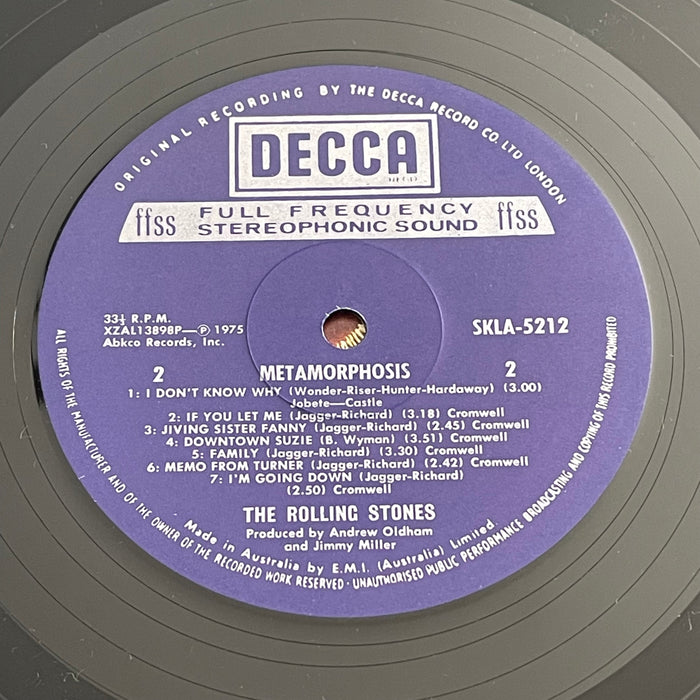 ORIGINAL RECORDING BY THE DECCA RECORD CO. LTD LONDON
DECCA
ffss FULL FREQUENCY STEREOPHONIC SOUND ffss
33⅓ R.P.M.
XZAL13898P—Ⓟ 1975
Abkco Records, Inc.
SKLA-5212
2 METAMORPHOSIS 2
1: I DON'T KNOW WHY (Wonder-Riser-Hunter-Hardaway) (3.00)
Jobete—Castle
2: IF YOU LET ME (Jagger-Richard) (3.18) Cromwell
3: JIVING SISTER FANNY (Jagger-Richard) (2.45) Cromwell
4: DOWNTOWN SUZIE (B. Wyman) (3.51) Cromwell
5: FAMILY (Jagger-Richard) (3.30) Cromwell
6: MEMO FROM TURNER (Jagger-Richard) (2.42) Cromwell
7: I'M GOING DOWN (Jagger-Richard)
(2.50) Cromwell
THE ROLLING STONES
Produced by Andrew Oldham
and Jimmy Miller
Made in Australia by E.M.I. (Australia) Limited.
ALL RIGHTS OF THE MANUFACTURER AND OF THE OWNER OF THE RECORDED WORK RESERVED · UNAUTHORISED PUBLIC PERFORMANCE BROADCASTING AND COPYING OF THIS RECORD PROHIBITED